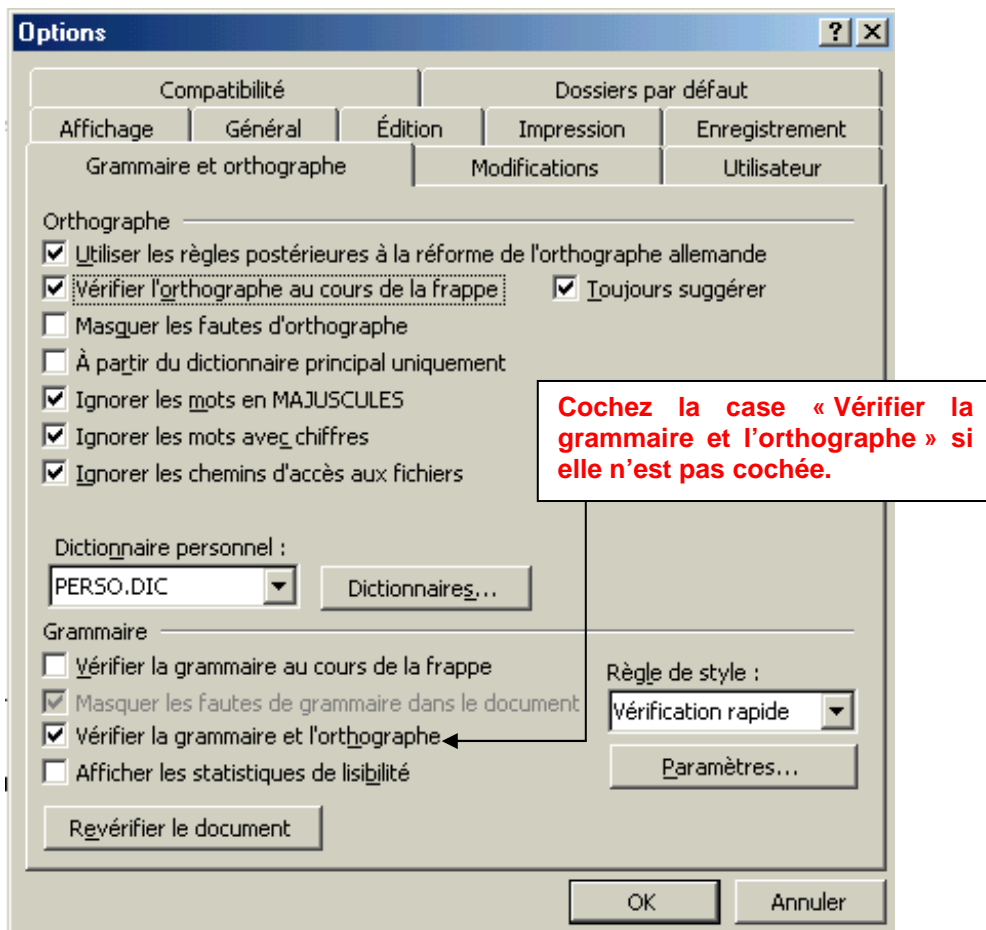 Options
Compatibilité Dossiers par défaut
Affichage Général Édition Impression Enregistrement
Grammaire et orthographe Modifications Utilisateur
Orthographe
Utiliser les règles postérieures à la réforme de l'orthographe allemande
Vérifier l'orthographe au cours de la frappe Toujours suggérer
Masquer les fautes d'orthographe
À partir du dictionnaire principal uniquement
Ignorer les mots en MAJUSCULES
Ignorer les mots avec chiffres
Ignorer les chemins d'accès aux fichiers
Cochez la case « Vérifier la
grammaire et l'orthographe » si
elle n'est pas cochée.
Dictionnaire personnel :
PERSO.DIC Dictionnaires...
Grammaire
Vérifier la grammaire au cours de la frappe
Masquer les fautes de grammaire dans le document
Vérifier la grammaire et l'orthographe
Afficher les statistiques de lisibilité
Règle de style :
Vérification rapide
Paramètres...
Revérifier le document
OK Annuler